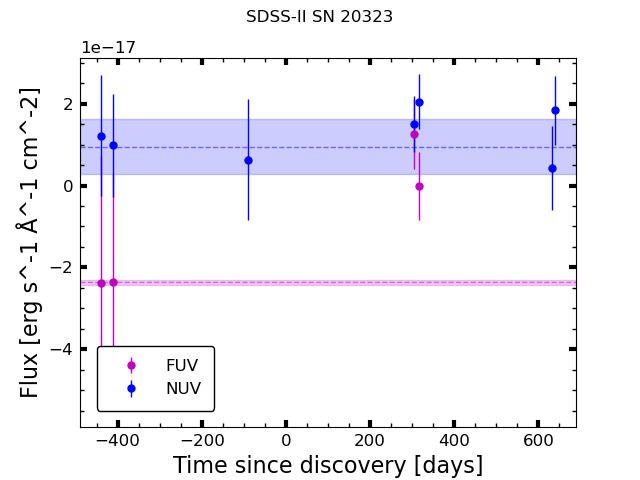 SDSS-II SN 20323
1e−17
2
0
−2
−4
Flux [erg s^-1 Å^-1 cm^-2]
FUV
NUV
−400 −200 0 200 400 600
Time since discovery [days]